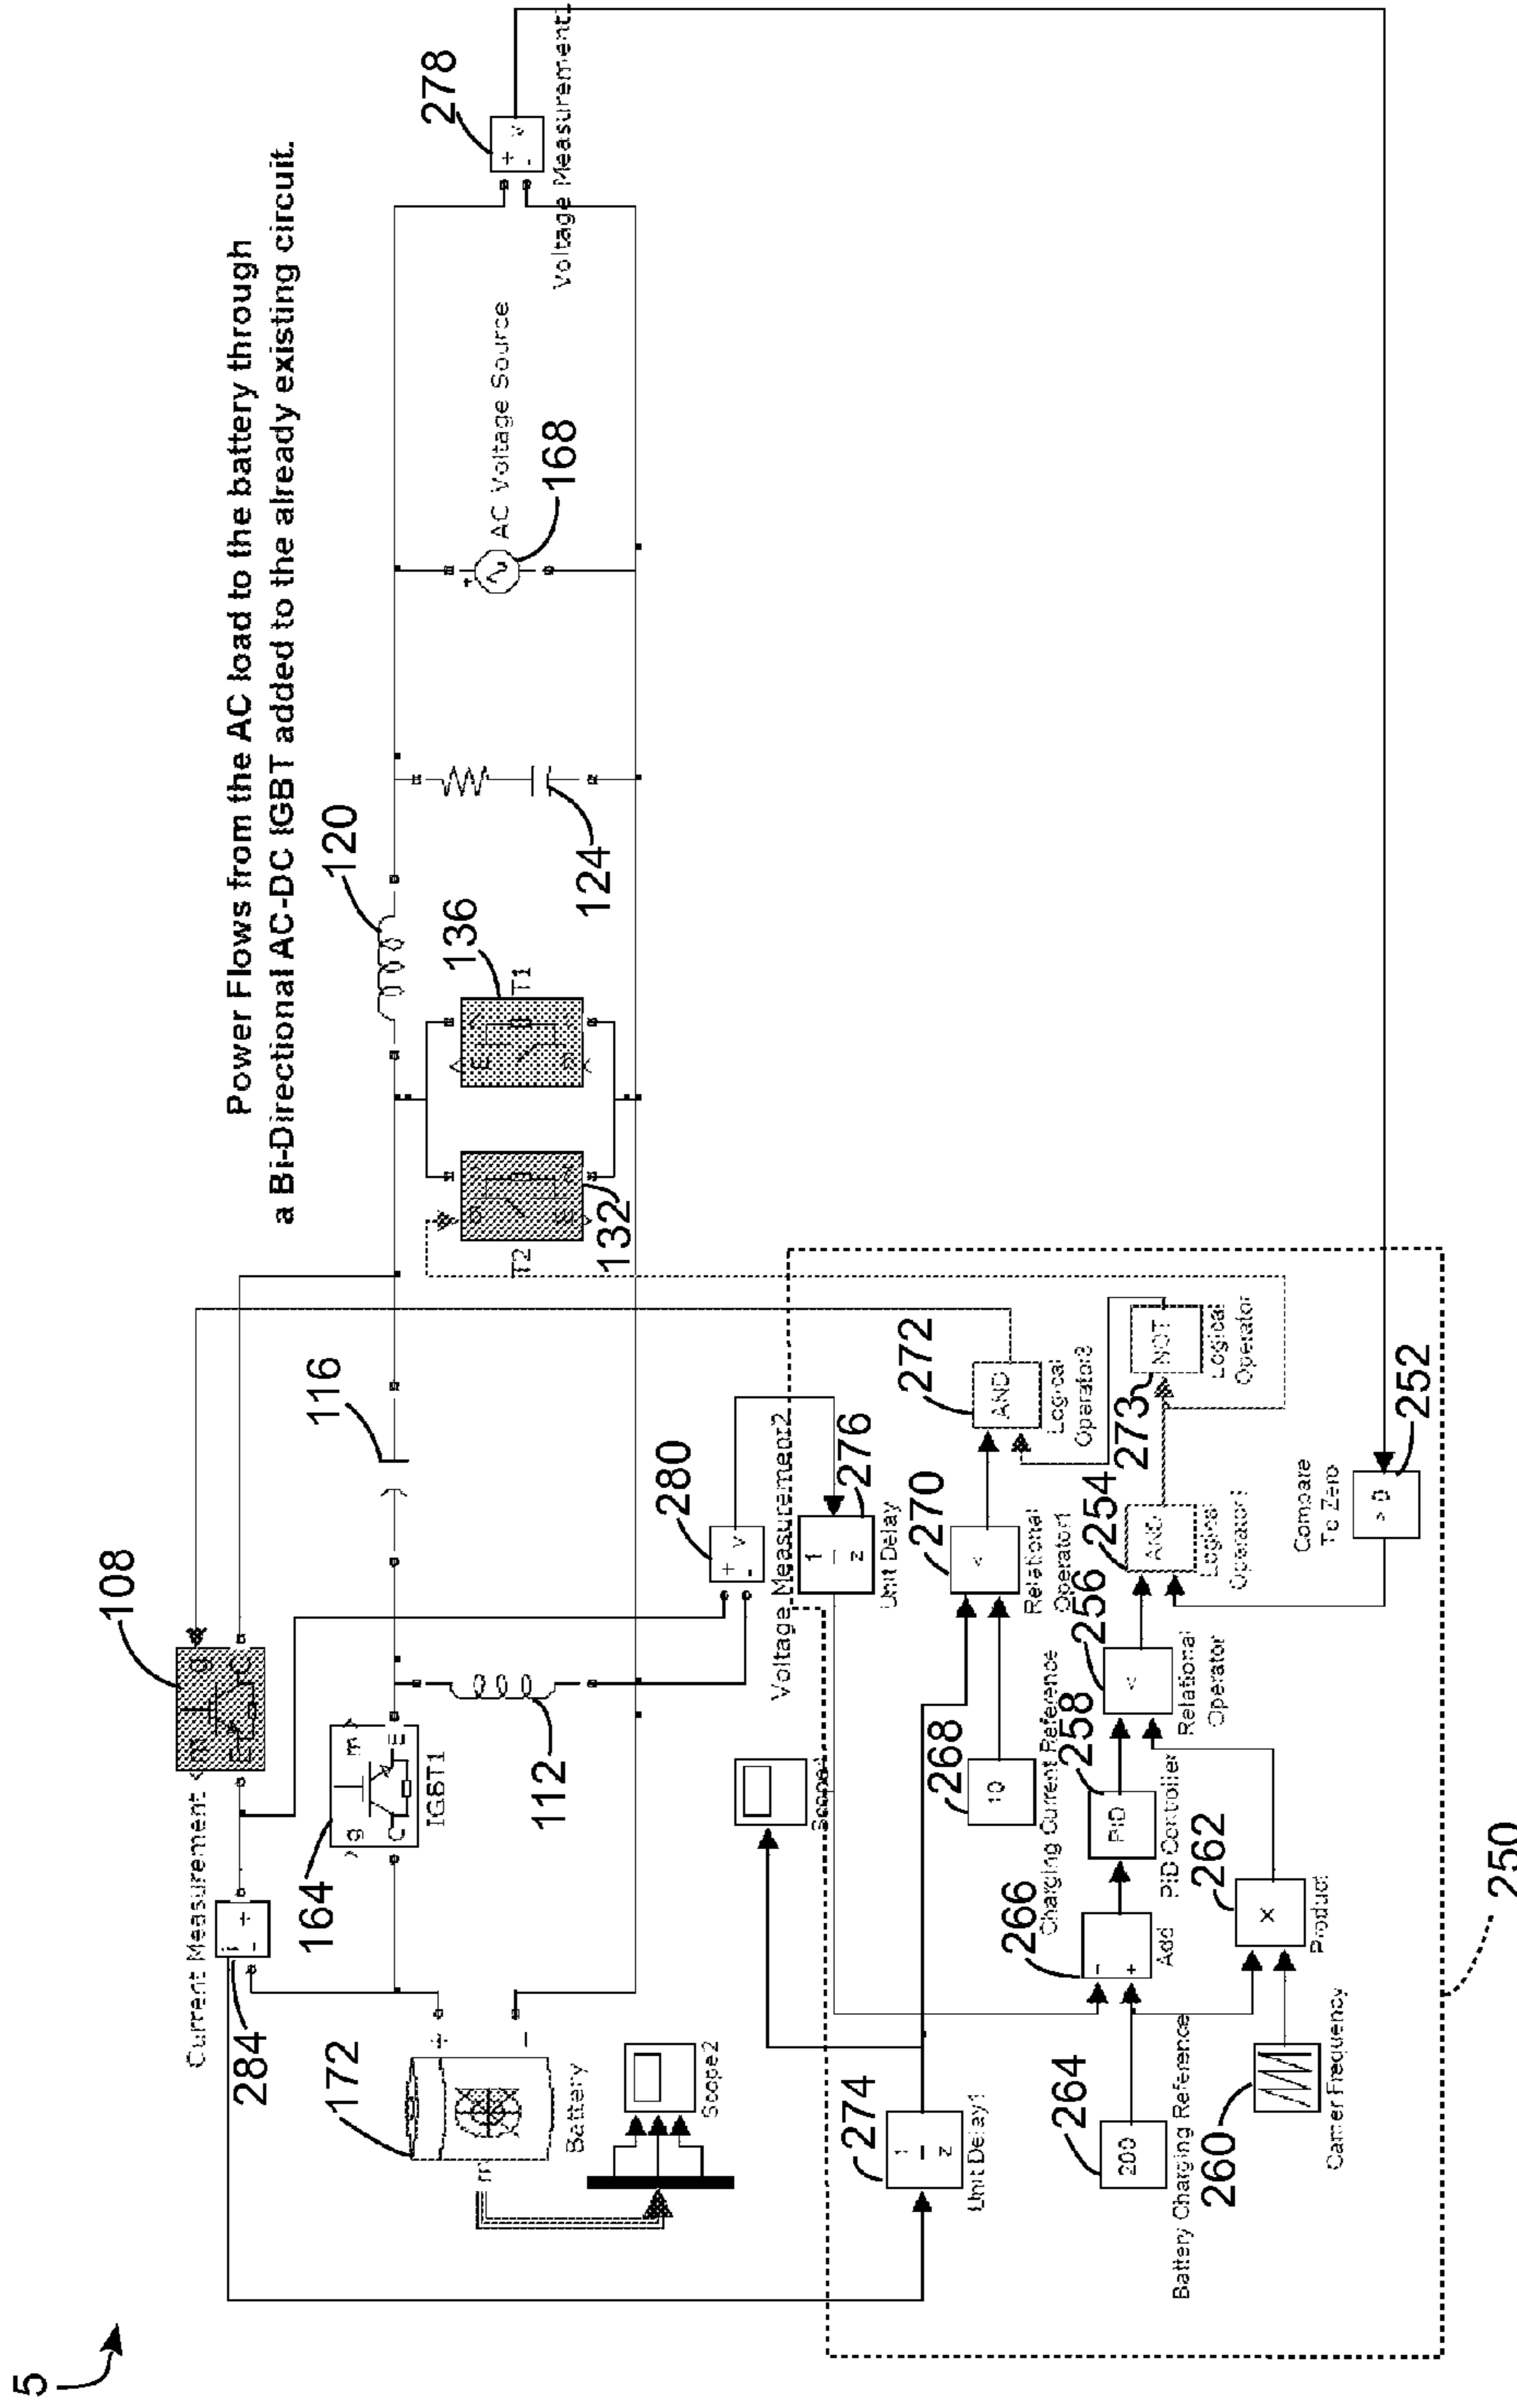 5
Power Flows from the AC load to the battery through
a Bi-Directional AC-DC IGBT added to the already existing circuit.
108
Current Measurement
284
g
m
E
C
164
g
m
C
E
IGBT1
116
120
112
172
+
-
m
Battery
Scope2
T2
132
T1
136
124
AC Voltage Source
168
+
278
+
-
v
Voltage Measurement1
280
+
-
v
Voltage Measurement2
276
1
z
Unit Delay
274
1
z
Unit Delay1
268
10
Charging Current Reference
270
<
Relational
Operator1
272
AND
Logical
Operator3
273
NOT
Logical
Operator
264
200
Battery Charging Reference
266
-
+
Add
258
PID
PID Controller
256
<
Relational
Operator
254
AND
Logical
Operator1
260
Carrier Frequency
262
×
Product
252
> 0
Compare
To Zero
250